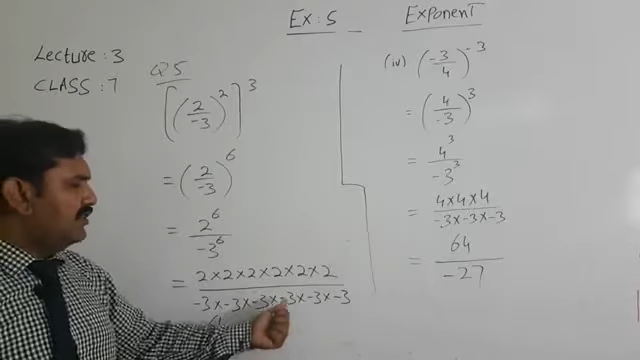 Ex: 5 Exponent
Lecture: 3
CLASS: 7
Q5
[(2/-3)^2]^3
= (2/-3)^6
= 2^6/-3^6
= 2×2×2×2×2×2/-3×-3×-3×-3×-3×-3
(iv) (-3/4)^-3
= (4/-3)^3
= 4^3/-3^3
= 4×4×4/-3×-3×-3
= 64/-27